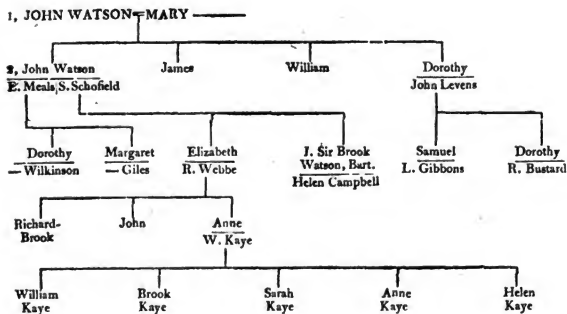 1, JOHN WATSON=MARY ———
2, John Watson James William Dorothy
E. Meals S. Schofield John Levens
Dorothy Margaret Elizabeth J. Sir Brook Samuel Dorothy
— Wilkinson — Giles R. Webbe Watson, Bart. L. Gibbons R. Bustard
Helen Campbell
Richard- John Anne
Brook W. Kaye
William Brook Sarah Anne Helen
Kaye Kaye Kaye Kaye Kaye